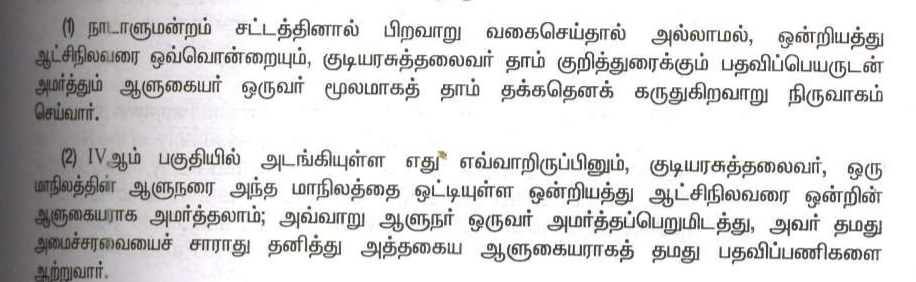 (1) நாடாளுமன்றம் சட்டத்தினால் பிறவாறு வகைசெய்தால் அல்லாமல், ஒன்றியத்து
ஆட்சிநிலவரை ஒவ்வொன்றையும், குடியரசுத்தலைவர் தாம் குறித்துரைக்கும் பதவிப்பெயருடன்
அமர்த்தும் ஆளுகையர் ஒருவர் மூலமாகத் தாம் தக்கதெனக் கருதுகிறவாறு நிருவாகம்
செய்வார்.
(2) IVஆம் பகுதியில் அடங்கியுள்ள எது எவ்வாறிருப்பினும், குடியரசுத்தலைவர், ஒரு
மாநிலத்தின் ஆளுநரை அந்த மாநிலத்தை ஒட்டியுள்ள ஒன்றியத்து ஆட்சிநிலவரை ஒன்றின்
ஆளுகையராக அமர்த்தலாம்; அவ்வாறு ஆளுநர் ஒருவர் அமர்த்தப்பெறுமிடத்து, அவர் தமது
அமைச்சரவையைச் சாராது தனித்து அத்தகைய ஆளுகையராகத் தமது பதவிப்பணிகளை
ஆற்றுவார்.